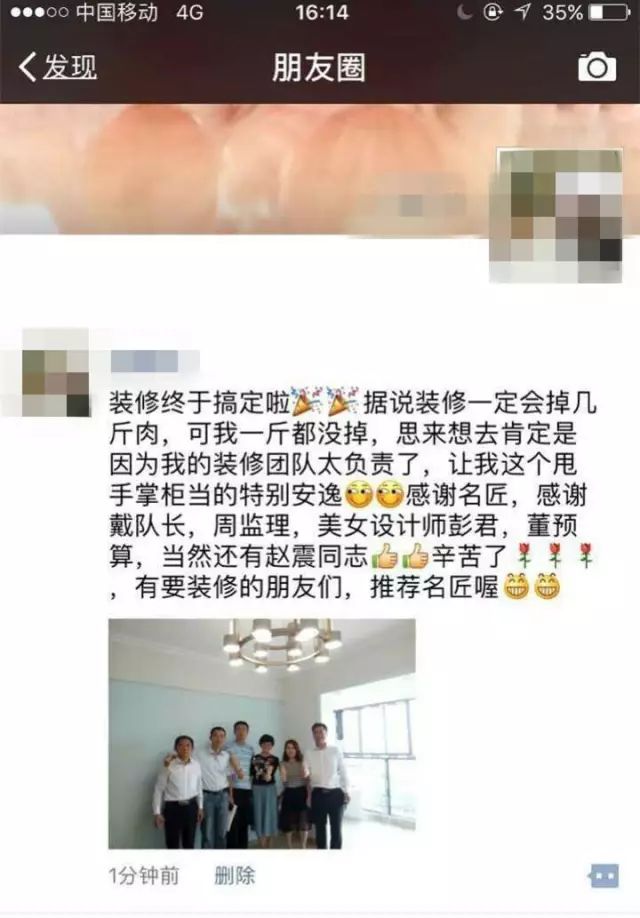 中国移动 4G 16:14 35%
发现 朋友圈
装修终于搞定啦🎉🎉据说装修一定会掉几
斤肉，可我一斤都没掉，思来想去肯定是
因为我的装修团队太负责了，让我这个甩
手掌柜当的特别安逸😄😄感谢名匠，感谢
戴队长，周监理，美女设计师彭君，董预
算，当然还有赵震同志👍👍辛苦了🌹🌹🌹
，有要装修的朋友们，推荐名匠喔😁😁
1分钟前 删除